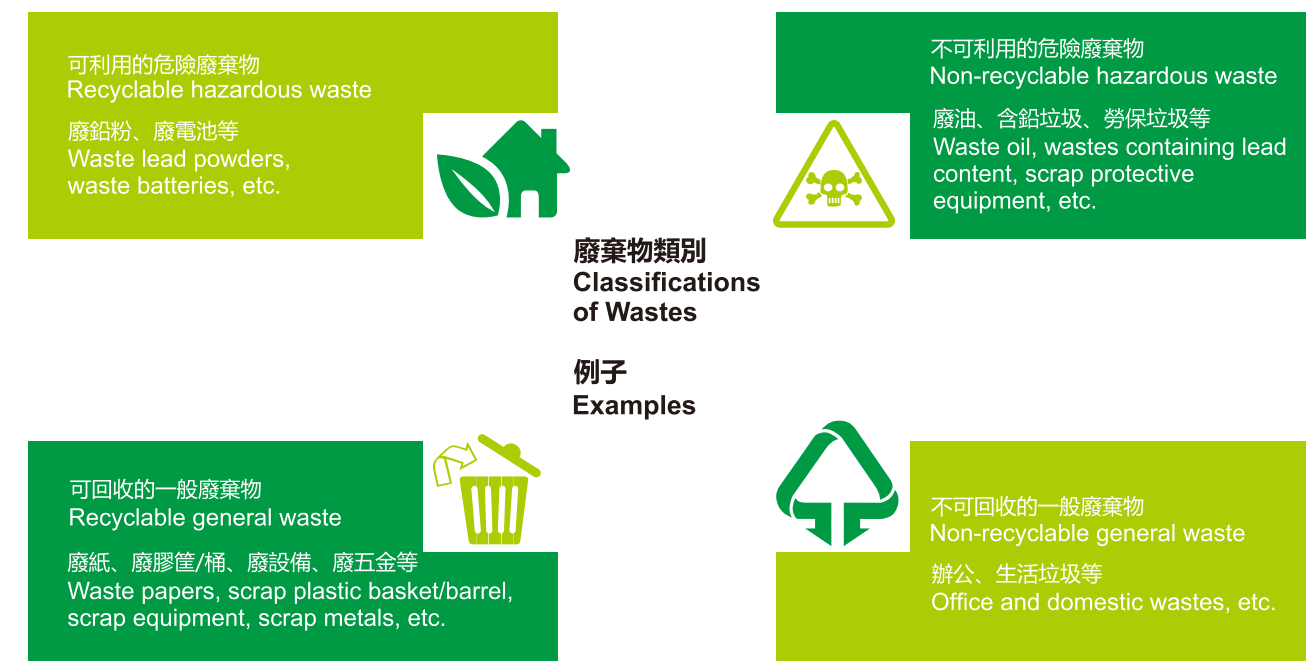 可利用的危險廢棄物
Recyclable hazardous waste
廢鉛粉、廢電池等
Waste lead powders,
waste batteries, etc.
不可利用的危險廢棄物
Non-recyclable hazardous waste
廢油、含鉛垃圾、勞保垃圾等
Waste oil, wastes containing lead
content, scrap protective
equipment, etc.
廢棄物類別
Classifications
of Wastes
例子
Examples
可回收的一般廢棄物
Recyclable general waste
廢紙、廢膠筐/桶、廢設備、廢五金等
Waste papers, scrap plastic basket/barrel,
scrap equipment, scrap metals, etc.
不可回收的一般廢棄物
Non-recyclable general waste
辦公、生活垃圾等
Office and domestic wastes, etc.